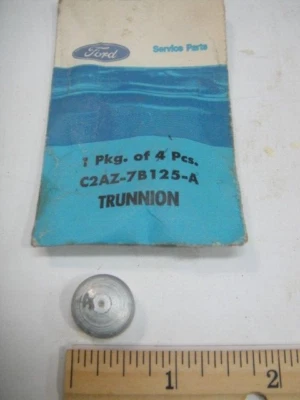 Ford
Service Parts
1 Pkg. of 4 Pcs.
C2AZ-7B125-A
TRUNNION
A
1 2